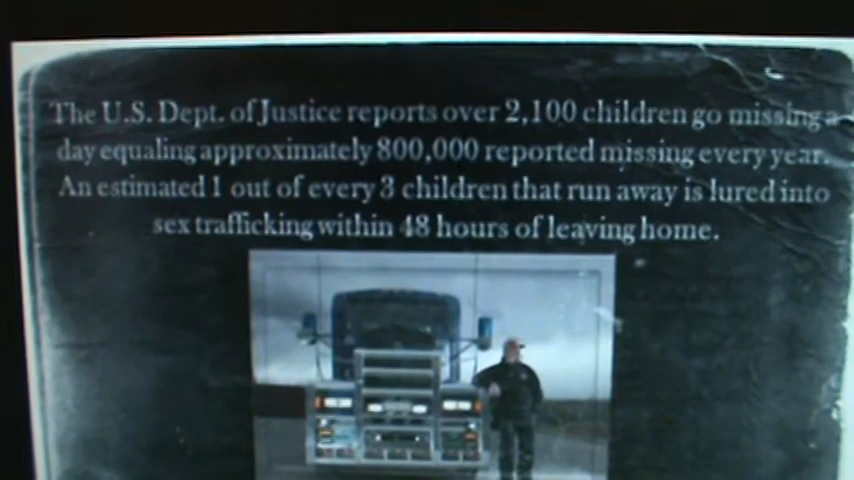 The U.S. Dept. of Justice reports over 2,100 children go missing a
day equaling approximately 800,000 reported missing every year.
An estimated 1 out of every 3 children that run away is lured into
sex trafficking within 48 hours of leaving home.